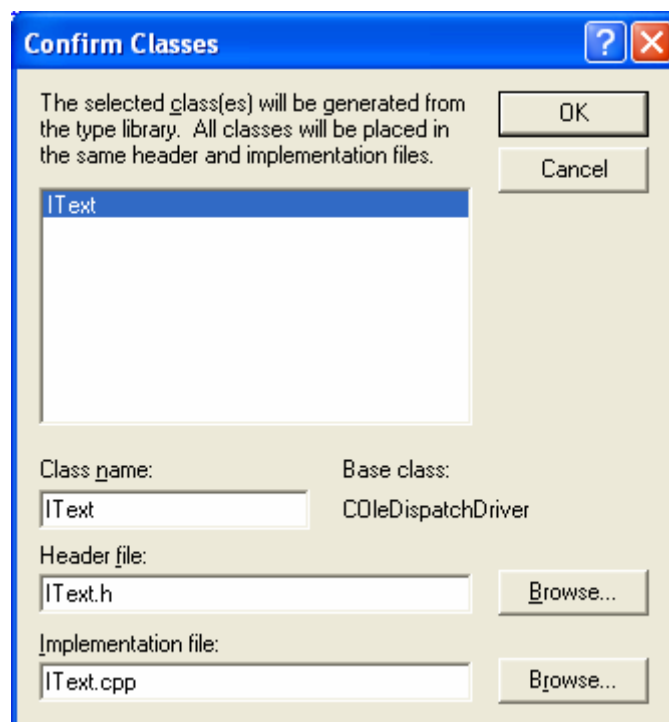 Confirm Classes
The selected class(es) will be generated from
the type library. All classes will be placed in
the same header and implementation files.
OK
Cancel
IText
Class name:
Base class:
IText
COleDispatchDriver
Header file:
IText.h
Browse...
Implementation file:
IText.cpp
Browse...